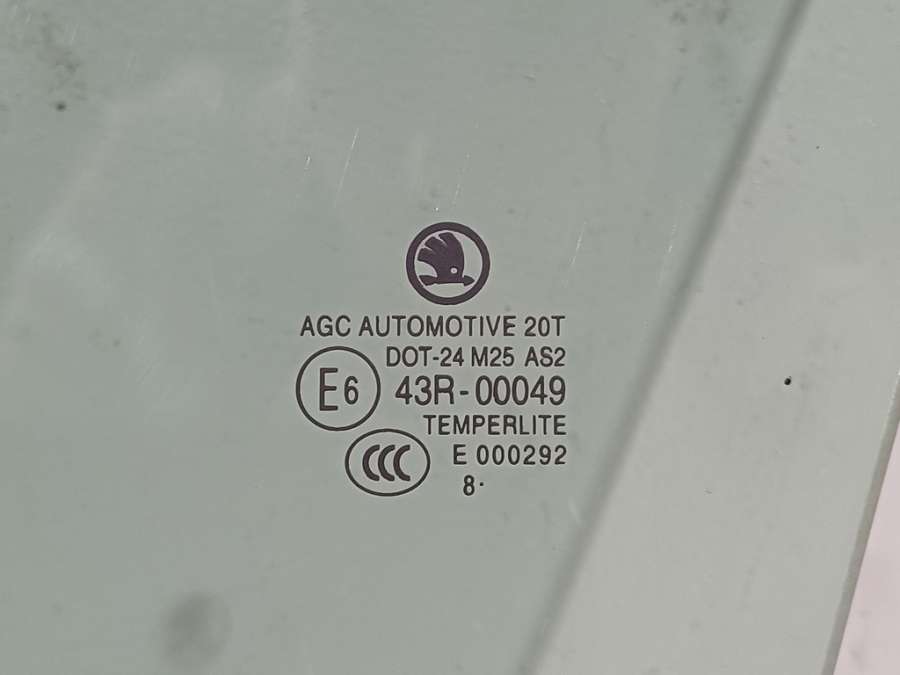 AGC AUTOMOTIVE 20T
DOT-24 M25 AS2
E6 43R-00049
TEMPERLITE
CCC E 000292
8·